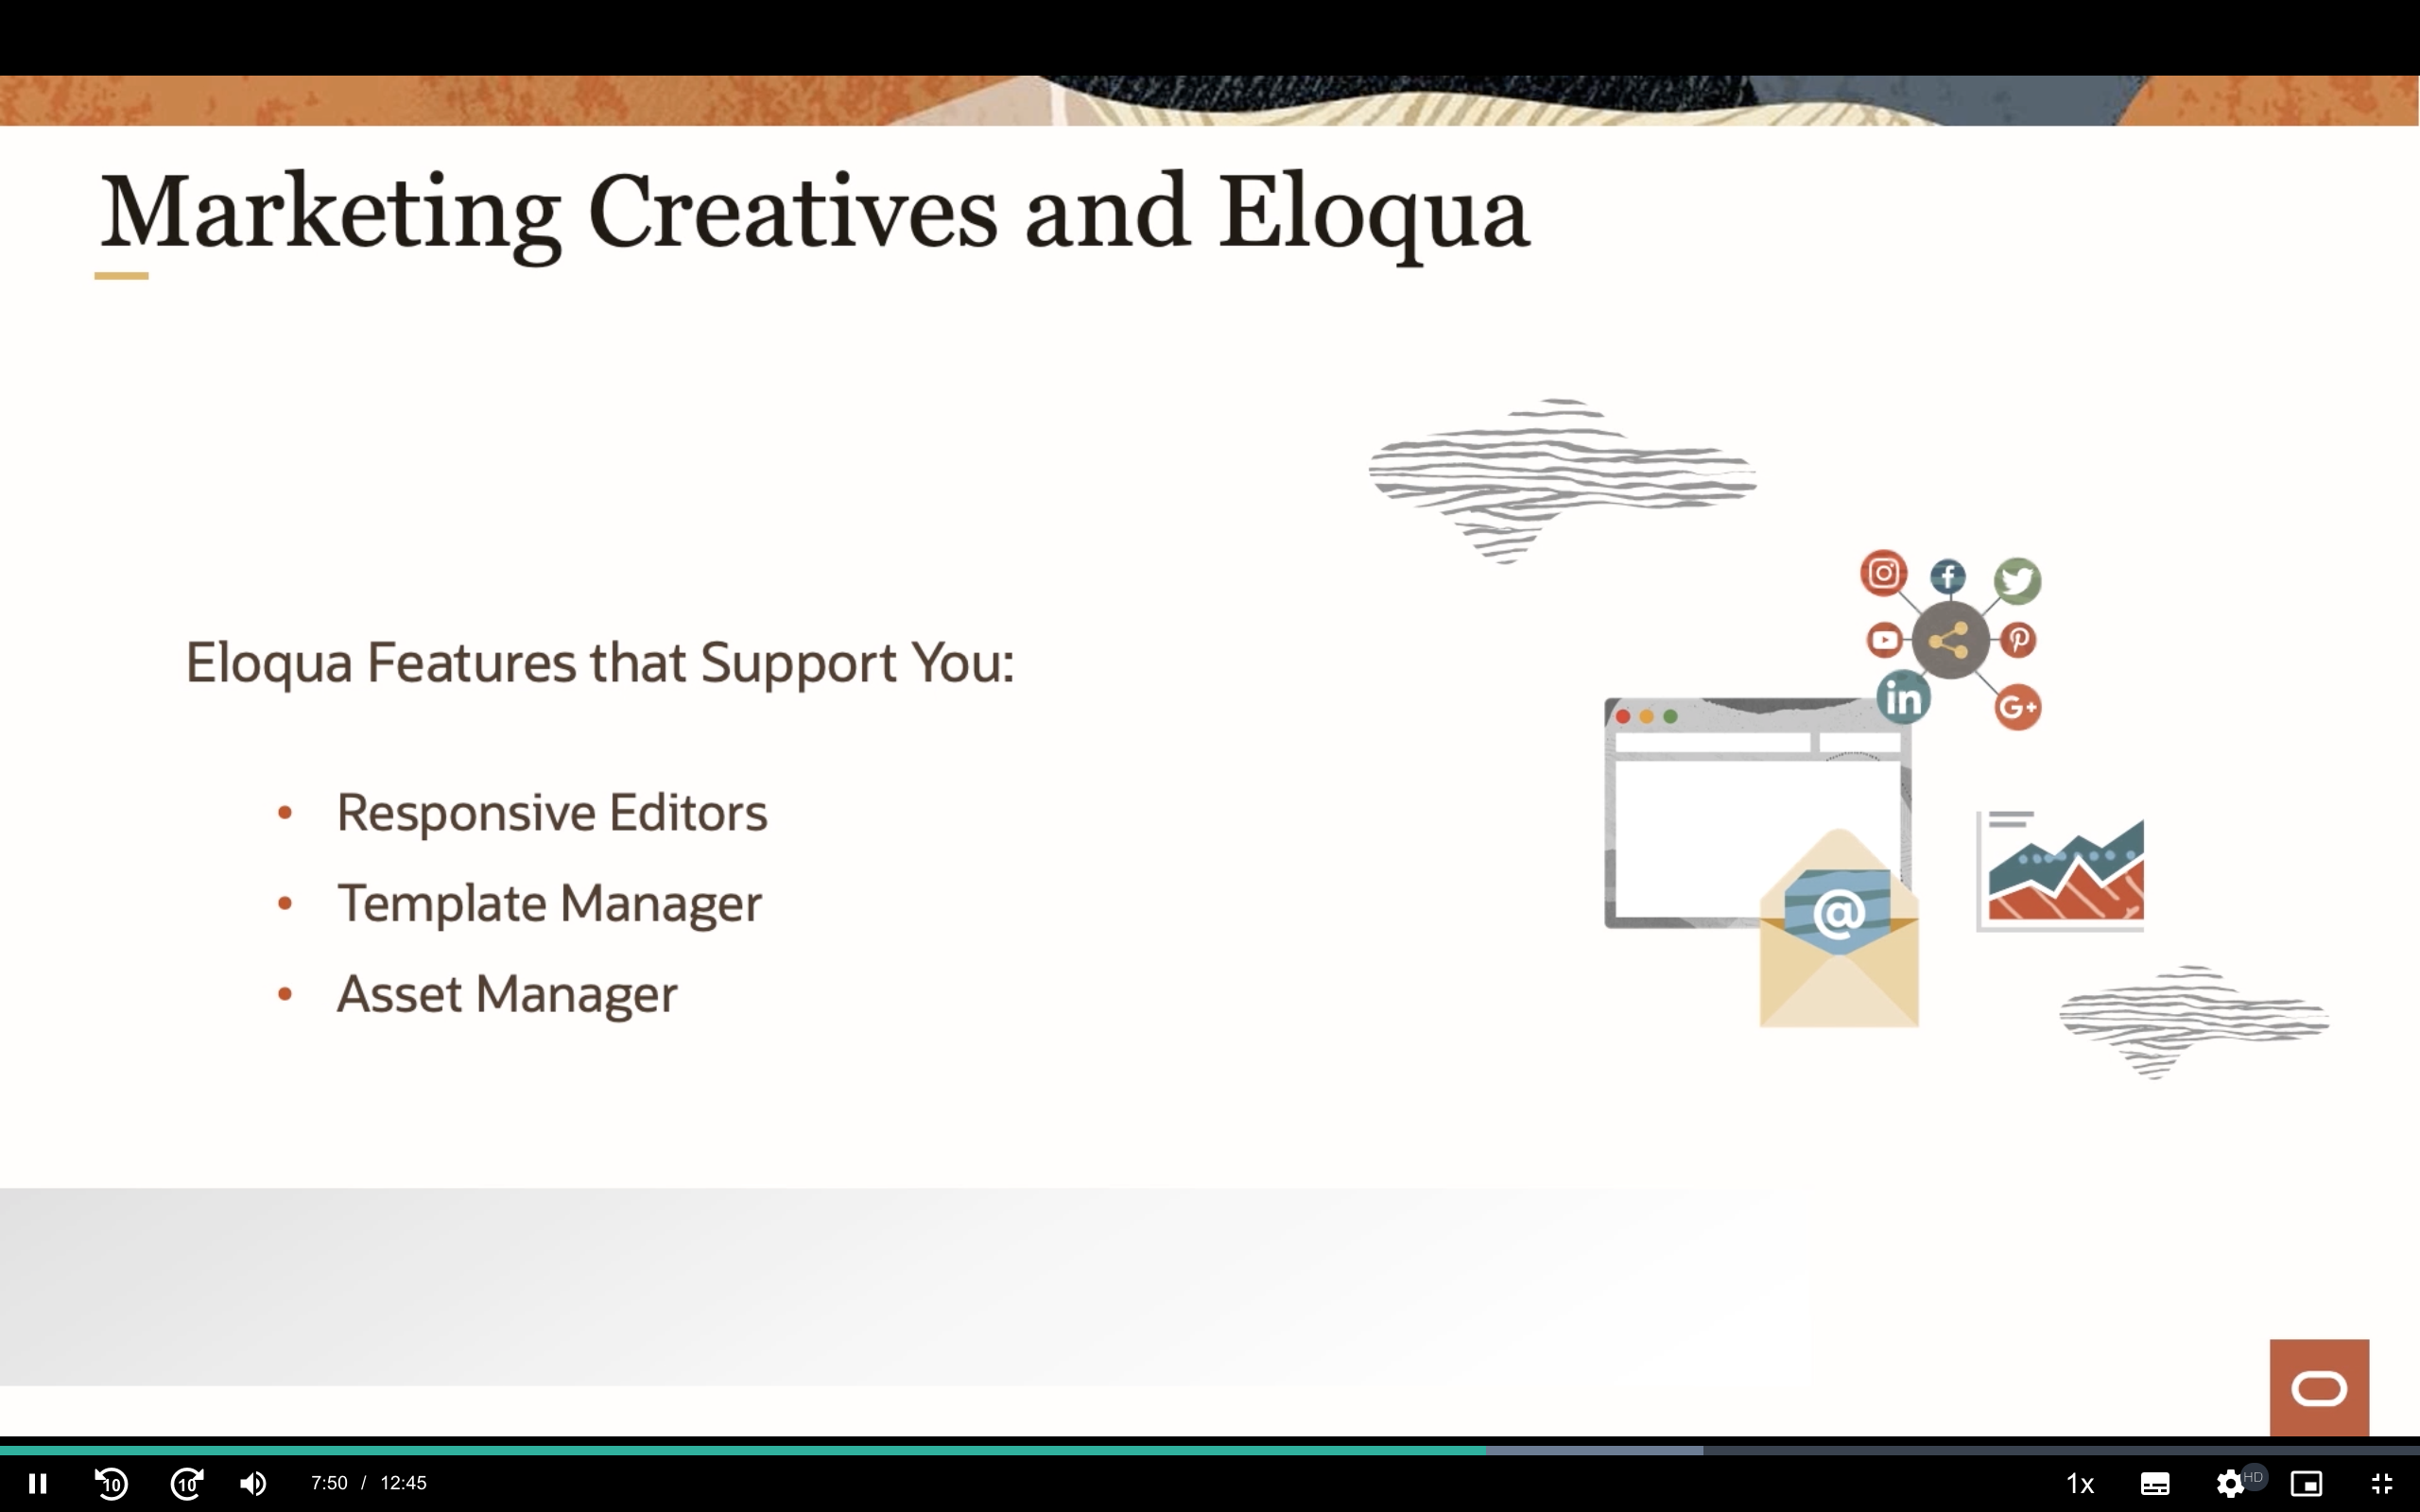 Marketing Creatives and Eloqua
Eloqua Features that Support You:
• Responsive Editors
• Template Manager
• Asset Manager
f
in
G+
@
10
10
7:50 / 12:45
1x
HD